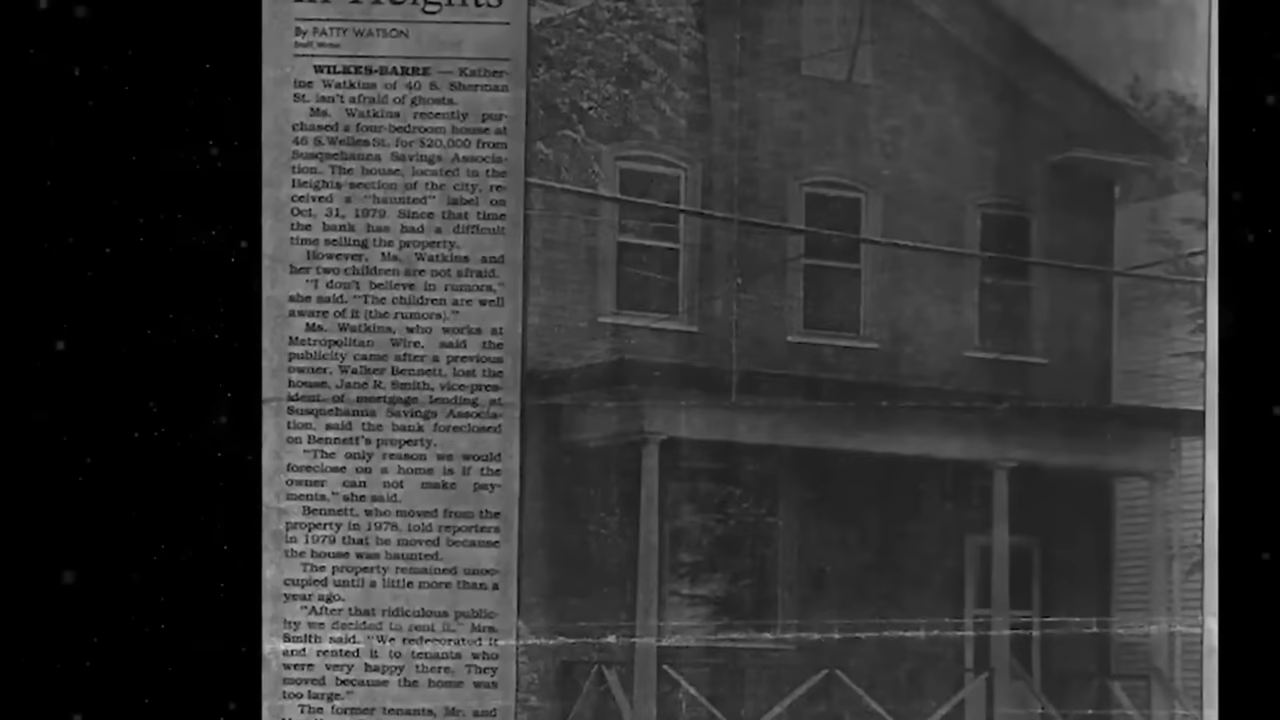 in Heights
By PATTY WATSON
Staff Writer
WILKES-BARRE — Kather-
ine Watkins of 40 S. Sherman
St. isn't afraid of ghosts.
Ms. Watkins recently pur-
chased a four-bedroom house at
46 S. Welles St. for $20,000 from
Susquehanna Savings Associa-
tion. The house, located in the
Heights section of the city, re-
ceived a "haunted" label on
Oct. 31, 1979. Since that time
the bank has had a difficult
time selling the property.
However, Ms. Watkins and
her two children are not afraid.
"I don't believe in rumors,"
she said. "The children are well
aware of it (the rumors)."
Ms. Watkins, who works at
Metropolitan Wire, said the
publicity came after a previous
owner, Walker Bennett, lost the
house. Jane R. Smith, vice-pres-
ident of mortgage lending at
Susquehanna Savings Associa-
tion, said the bank foreclosed
on Bennett's property.
"The only reason we would
foreclose on a home is if the
owner can not make pay-
ments," she said.
Bennett, who moved from the
property in 1978, told reporters
in 1979 that he moved because
the house was haunted.
The property remained unoc-
cupied until a little more than a
year ago.
"After that ridiculous public-
ity we decided to rent it," Mrs.
Smith said. "We redecorated it
and rented it to tenants who
were very happy there. They
moved because the home was
too large."
The former tenants, Mr. and